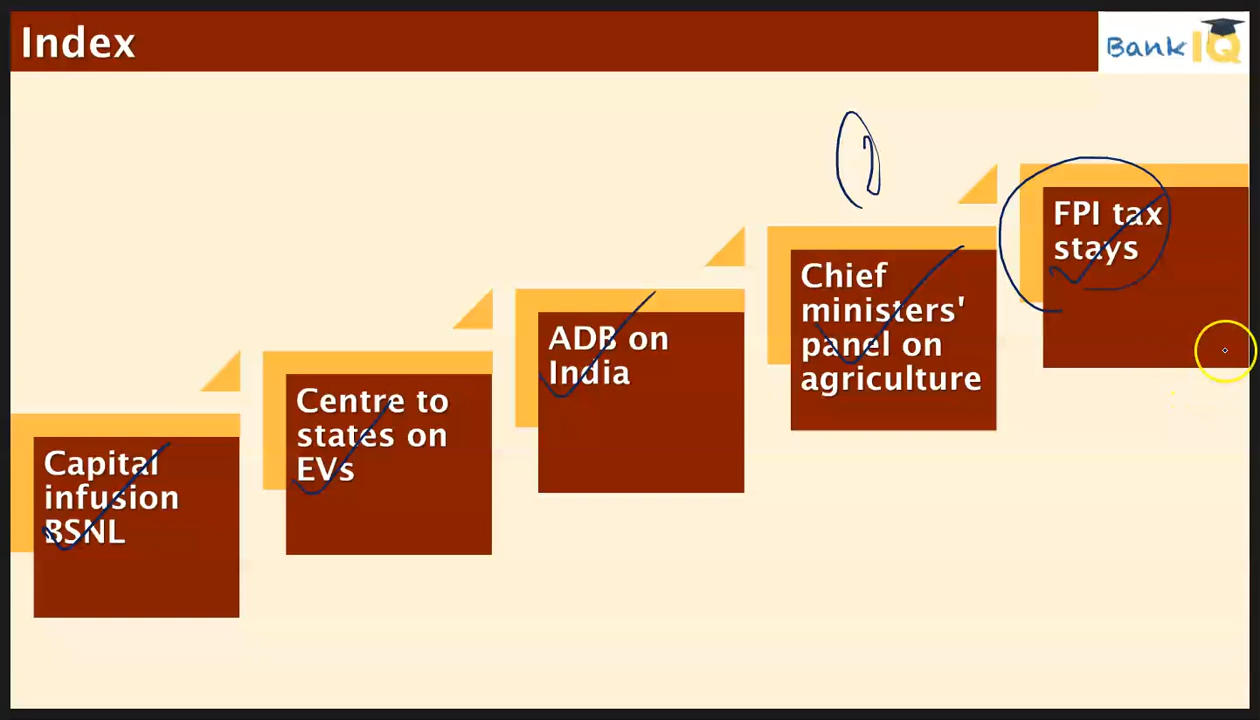 Index
Bank IQ
Capital
infusion
BSNL
Centre to
states on
EVs
ADB on
India
Chief
ministers'
panel on
agriculture
FPI tax
stays